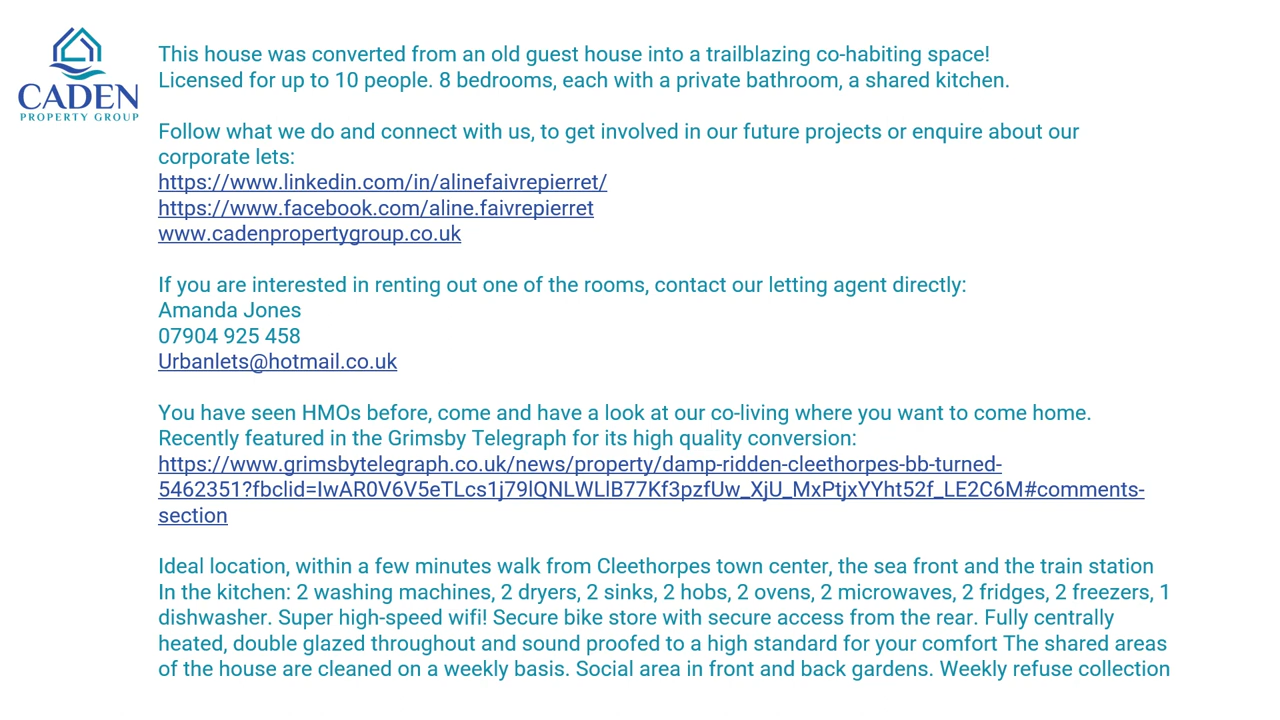 CADEN
PROPERTY GROUP
This house was converted from an old guest house into a trailblazing co-habiting space!
Licensed for up to 10 people. 8 bedrooms, each with a private bathroom, a shared kitchen.
Follow what we do and connect with us, to get involved in our future projects or enquire about our
corporate lets:
https://www.linkedin.com/in/alinefaivrepierret/
https://www.facebook.com/aline.faivrepierret
www.cadenpropertygroup.co.uk
If you are interested in renting out one of the rooms, contact our letting agent directly:
Amanda Jones
07904 925 458
Urbanlets@hotmail.co.uk
You have seen HMOs before, come and have a look at our co-living where you want to come home.
Recently featured in the Grimsby Telegraph for its high quality conversion:
https://www.grimsbytelegraph.co.uk/news/property/damp-ridden-cleethorpes-bb-turned-
5462351?fbclid=IwAR0V6V5eTLcs1j79lQNLWLlB77Kf3pzfUw_XjU_MxPtjxYYht52f_LE2C6M#comments-
section
Ideal location, within a few minutes walk from Cleethorpes town center, the sea front and the train station
In the kitchen: 2 washing machines, 2 dryers, 2 sinks, 2 hobs, 2 ovens, 2 microwaves, 2 fridges, 2 freezers, 1
dishwasher. Super high-speed wifi! Secure bike store with secure access from the rear. Fully centrally
heated, double glazed throughout and sound proofed to a high standard for your comfort The shared areas
of the house are cleaned on a weekly basis. Social area in front and back gardens. Weekly refuse collection